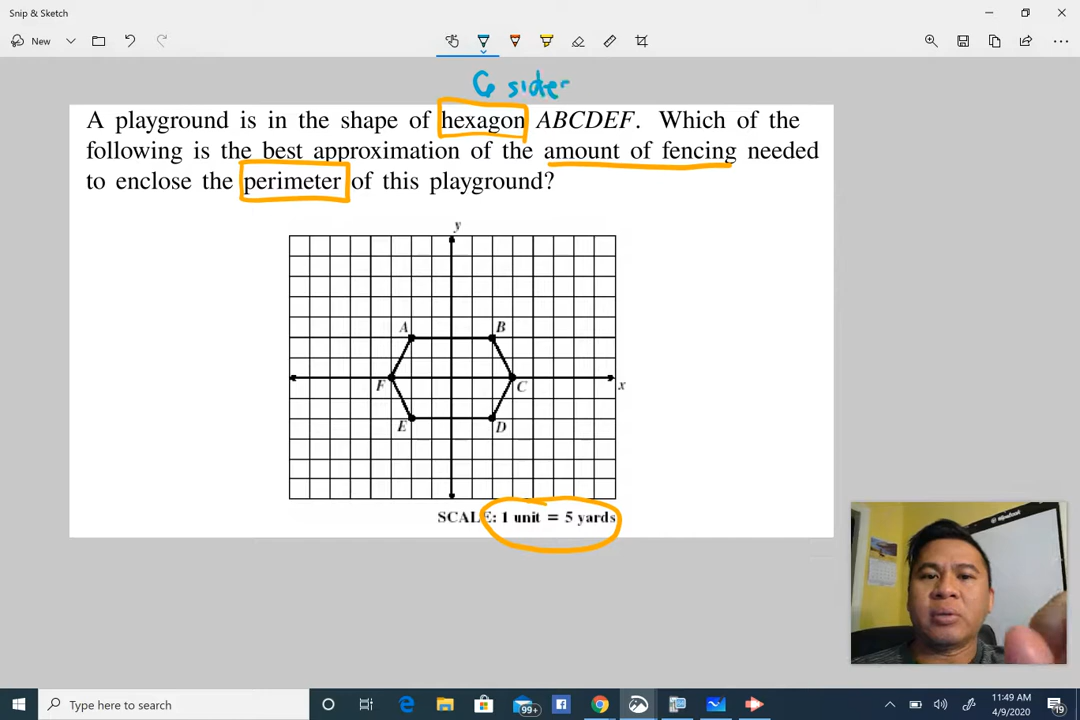 Snip & Sketch
New
6 sides
A playground is in the shape of hexagon ABCDEF. Which of the
following is the best approximation of the amount of fencing needed
to enclose the perimeter of this playground?
y
A
B
F
C
x
E
D
SCALE: 1 unit = 5 yards
Type here to search
99+
11:49 AM
4/9/2020
19